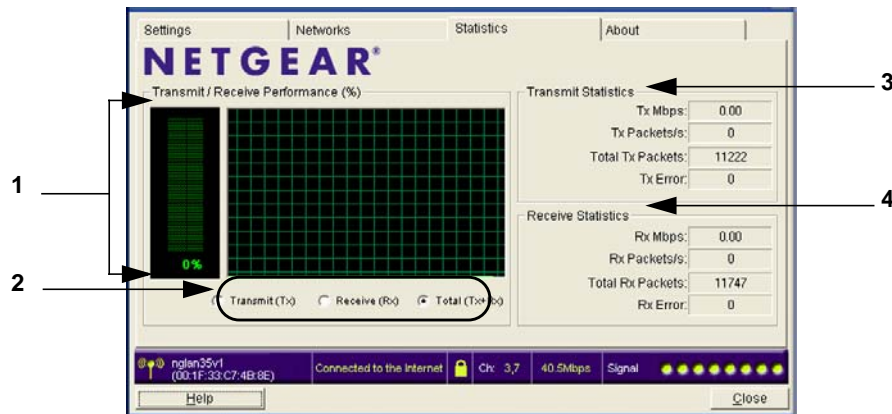 Settings Networks Statistics About
NETGEAR®
Transmit / Receive Performance (%)
0%
Transmit (Tx) Receive (Rx) Total (Tx+Rx)
Transmit Statistics
Tx Mbps: 0.00
Tx Packets/s: 0
Total Tx Packets: 11222
Tx Error: 0
Receive Statistics
Rx Mbps: 0.00
Rx Packets/s: 0
Total Rx Packets: 11747
Rx Error: 0
1
2
3
4
nglan35v1
(00:1F:33:C7:4B:8E)
Connected to the Internet Ch: 3,7 40.5Mbps Signal
Help Close